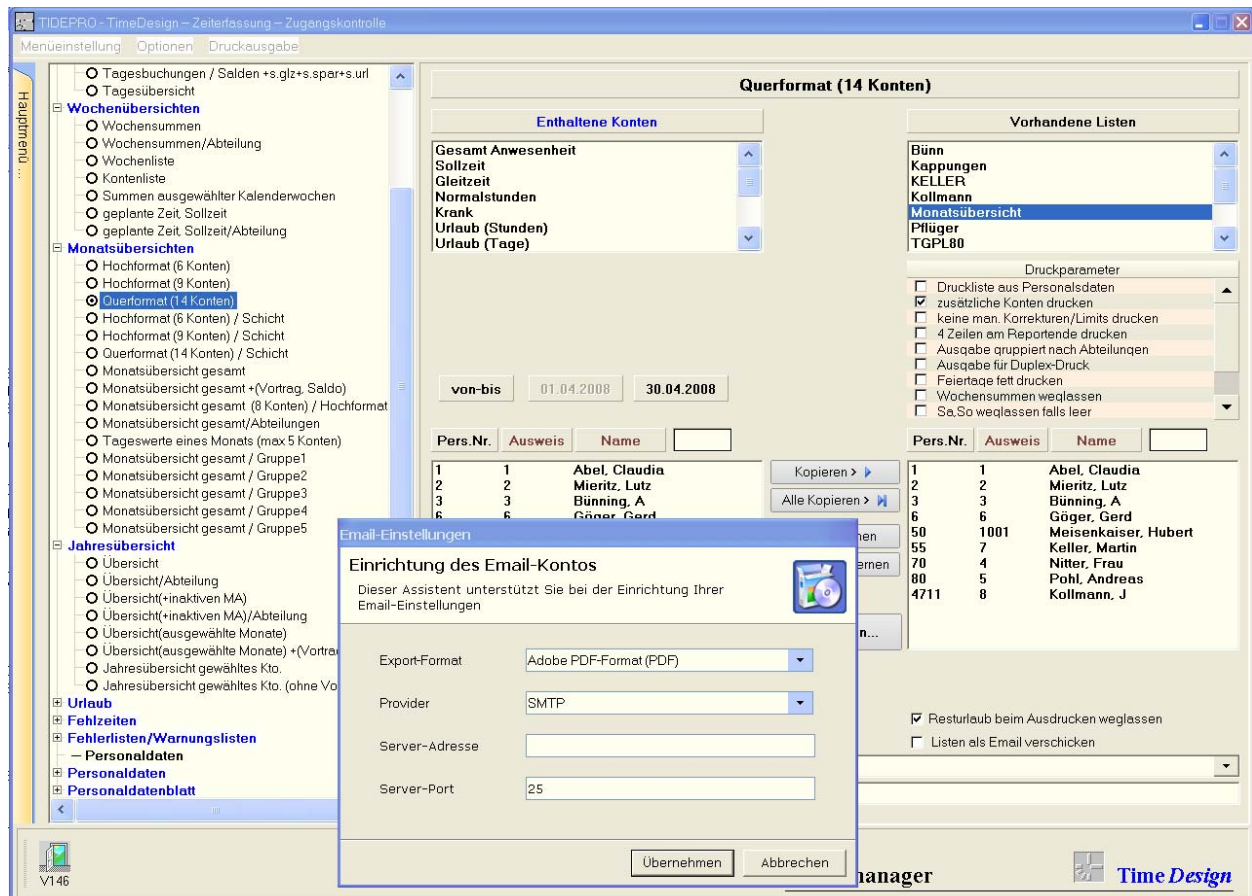 TIDEPRO - TimeDesign – Zeiterfassung – Zugangskontrolle
Menüeinstellung Optionen Druckausgabe
Hauptmenü ...
Tagesbuchungen / Salden +s.glz+s.spar+s.url
Tagesübersicht
Wochenübersichten
Wochensummen
Wochensummen/Abteilung
Wochenliste
Kontenliste
Summen ausgewählter Kalenderwochen
geplante Zeit, Sollzeit
geplante Zeit, Sollzeit/Abteilung
Monatsübersichten
Hochformat (6 Konten)
Hochformat (9 Konten)
Querformat (14 Konten)
Hochformat (6 Konten) / Schicht
Hochformat (9 Konten) / Schicht
Querformat (14 Konten) / Schicht
Monatsübersicht gesamt
Monatsübersicht gesamt +(Vortrag, Saldo)
Monatsübersicht gesamt (8 Konten) / Hochformat
Monatsübersicht gesamt/Abteilungen
Tageswerte eines Monats (max 5 Konten)
Monatsübersicht gesamt / Gruppe1
Monatsübersicht gesamt / Gruppe2
Monatsübersicht gesamt / Gruppe3
Monatsübersicht gesamt / Gruppe4
Monatsübersicht gesamt / Gruppe5
Jahresübersicht
Übersicht
Übersicht/Abteilung
Übersicht(+inaktiven MA)
Übersicht(+inaktiven MA)/Abteilung
Übersicht(ausgewählte Monate)
Übersicht(ausgewählte Monate) +(Vortra
Jahresübersicht gewähltes Kto.
Jahresübersicht gewähltes Kto. (ohne Vo
Urlaub
Fehlzeiten
Fehlerlisten/Warnungslisten
Personaldaten
Personaldaten
Personaldatenblatt
V146
Querformat (14 Konten)
Enthaltene Konten
Gesamt Anwesenheit
Sollzeit
Gleitzeit
Normalstunden
Krank
Urlaub (Stunden)
Urlaub (Tage)
Vorhandene Listen
Bünn
Kappungen
KELLER
Kollmann
Monatsübersicht
Pflüger
TGPL80
Druckparameter
Druckliste aus Personalsdaten
zusätzliche Konten drucken
keine man. Korrekturen/Limits drucken
4 Zeilen am Reportende drucken
Ausgabe gruppiert nach Abteilungen
Ausgabe für Duplex-Druck
Feiertage fett drucken
Wochensummen weglassen
Sa,So weglassen falls leer
von-bis 01.04.2008 30.04.2008
Pers.Nr. Ausweis Name
1 1 Abel, Claudia
2 2 Mieritz, Lutz
3 3 Bünning, A
6 6 Göger, Gerd
Kopieren >
Alle Kopieren >
nen
ernen
n...
Pers.Nr. Ausweis Name
1 1 Abel, Claudia
2 2 Mieritz, Lutz
3 3 Bünning, A
6 6 Göger, Gerd
50 1001 Meisenkaiser, Hubert
55 7 Keller, Martin
70 4 Nitter, Frau
80 5 Pohl, Andreas
4711 8 Kollmann, J
Resturlaub beim Ausdrucken weglassen
Listen als Email verschicken
Email-Einstellungen
Einrichtung des Email-Kontos
Dieser Assistent unterstützt Sie bei der Einrichtung Ihrer
Email-Einstellungen
Export-Format Adobe PDF-Format (PDF)
Provider SMTP
Server-Adresse
Server-Port 25
Übernehmen Abbrechen
manager
Time Design